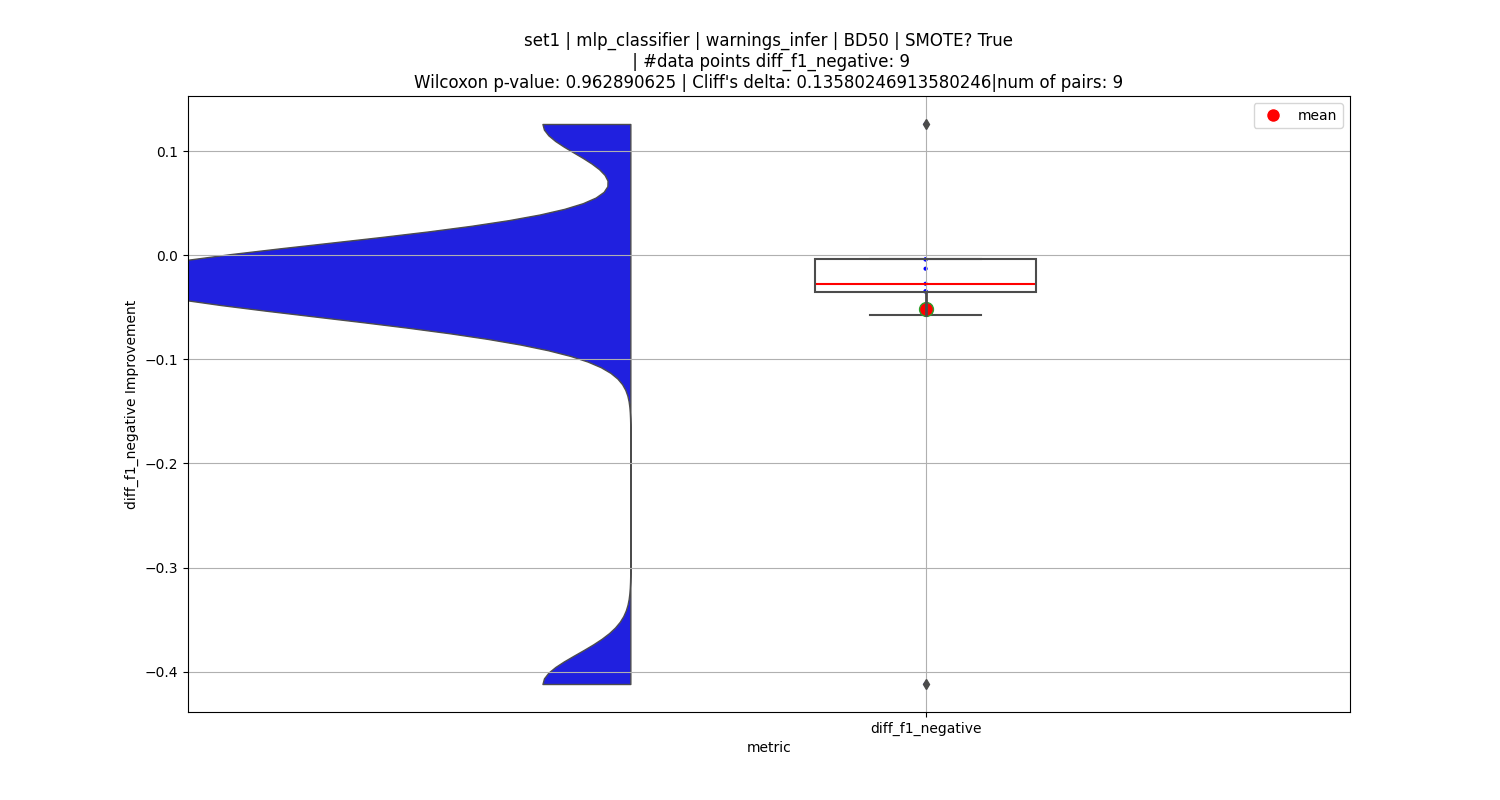 set1 | mlp_classifier | warnings_infer | BD50 | SMOTE? True
| #data points diff_f1_negative: 9
Wilcoxon p-value: 0.962890625 | Cliff's delta: 0.13580246913580246|num of pairs: 9
mean
0.1
0.0
−0.1
−0.2
−0.3
−0.4
diff_f1_negative Improvement
diff_f1_negative
metric